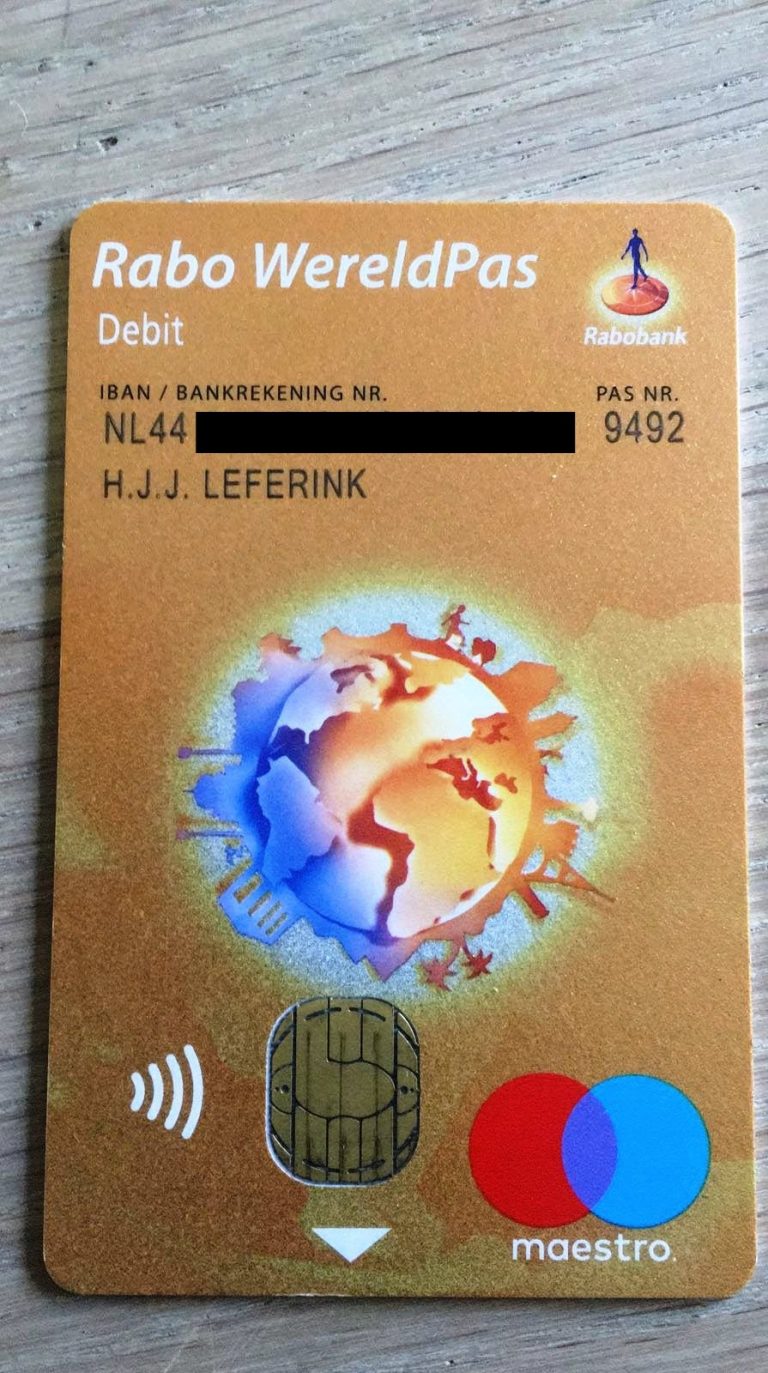 Rabo WereldPas
Debit
Rabobank
IBAN / BANKREKENING NR. PAS NR.
NL44 9492
H.J.J. LEFERINK
maestro.